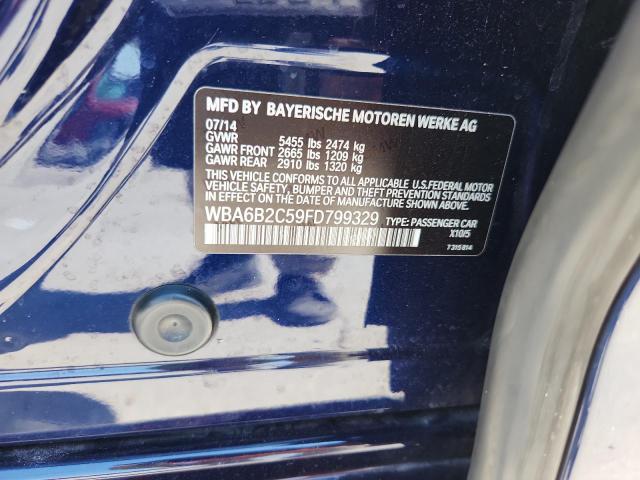 MFD BY BAYERISCHE MOTOREN WERKE AG
07/14
GVWR 5455 lbs 2474 kg
GAWR FRONT 2665 lbs 1209 kg
GAWR REAR 2910 lbs 1320 kg
THIS VEHICLE CONFORMS TO ALL APPLICABLE U.S. FEDERAL MOTOR
VEHICLE SAFETY, BUMPER AND THEFT PREVENTION STANDARDS
IN EFFECT ON THE DATE OF MANUFACTURE SHOWN ABOVE.
WBA6B2C59FD799329 TYPE: PASSENGER CAR
X10/5
7315814